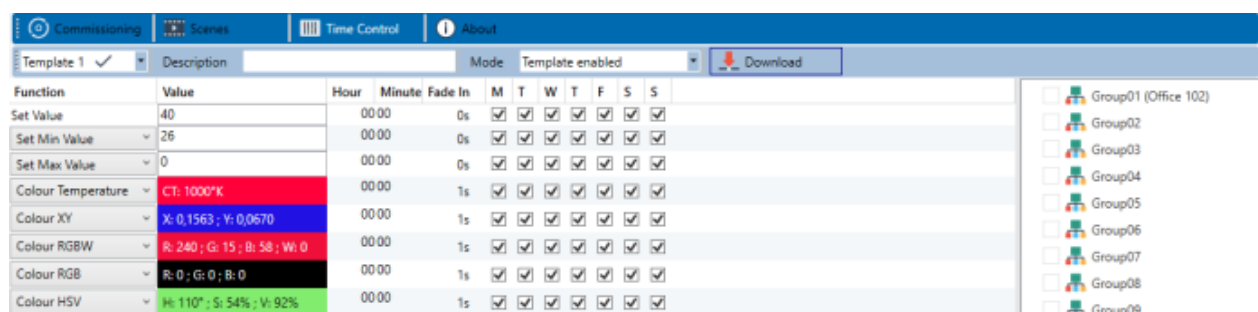 Commissioning Scenes Time Control About
Template 1 Description Mode Template enabled Download
Function Value Hour Minute Fade In M T W T F S S
Set Value 40 00 00 0s
Set Min Value 26 00 00 0s
Set Max Value 0 00 00 0s
Colour Temperature CT: 1000°K 00 00 1s
Colour XY X: 0,1563 ; Y: 0,0670 00 00 1s
Colour RGBW R: 240 ; G: 15 ; B: 58 ; W: 0 00 00 1s
Colour RGB R: 0 ; G: 0 ; B: 0 00 00 1s
Colour HSV H: 110° ; S: 54% ; V: 92% 00 00 1s
Group01 (Office 102)
Group02
Group03
Group04
Group05
Group06
Group07
Group08
Group09